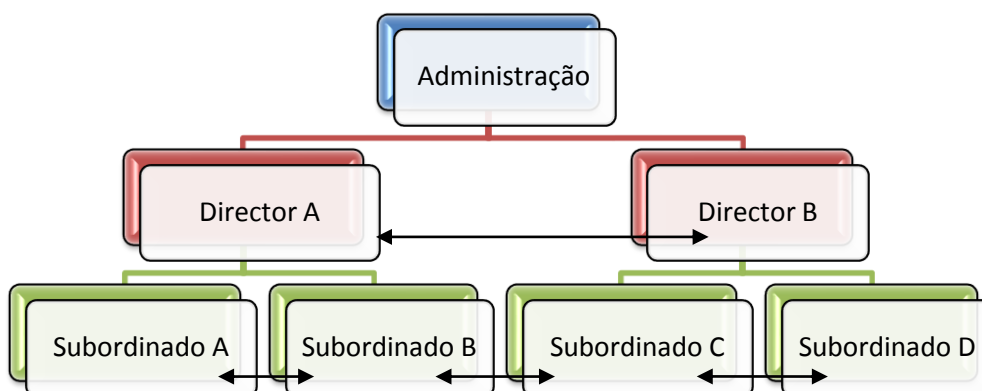 Administração
Director A
Director B
Subordinado A
Subordinado B
Subordinado C
Subordinado D